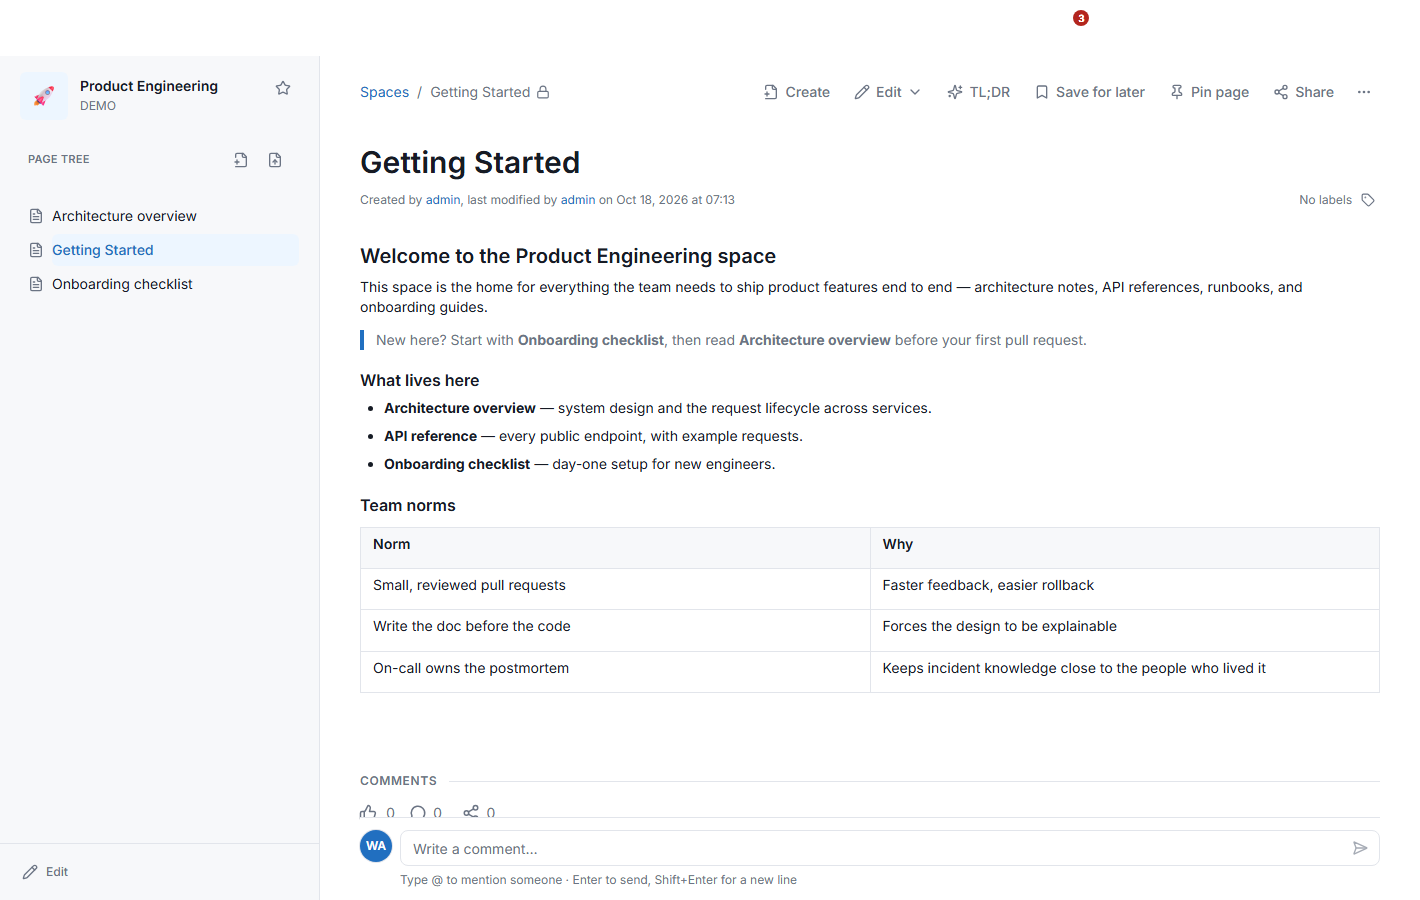 3
Product Engineering
DEMO
PAGE TREE
Architecture overview
Getting Started
Onboarding checklist
Edit
Spaces / Getting Started
Create
Edit
TL;DR
Save for later
Pin page
Share
Getting Started
Created by admin, last modified by admin on Oct 18, 2026 at 07:13
No labels
Welcome to the Product Engineering space
This space is the home for everything the team needs to ship product features end to end — architecture notes, API references, runbooks, and
onboarding guides.
New here? Start with Onboarding checklist, then read Architecture overview before your first pull request.
What lives here
• Architecture overview — system design and the request lifecycle across services.
• API reference — every public endpoint, with example requests.
• Onboarding checklist — day-one setup for new engineers.
Team norms
Norm Why
Small, reviewed pull requests Faster feedback, easier rollback
Write the doc before the code Forces the design to be explainable
On-call owns the postmortem Keeps incident knowledge close to the people who lived it
COMMENTS
0 0 0
WA
Write a comment...
Type @ to mention someone · Enter to send, Shift+Enter for a new line